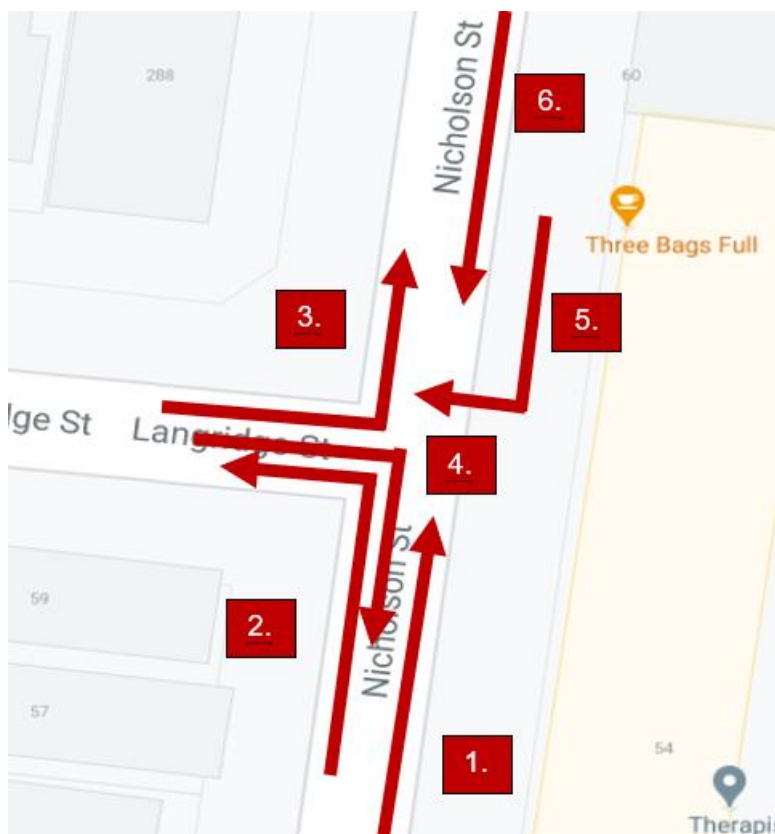 Nicholson St
288
6.
60
Three Bags Full
3.
5.
lge St
Langridge St
4.
Nicholson St
59
2.
57
1.
54
Therapi